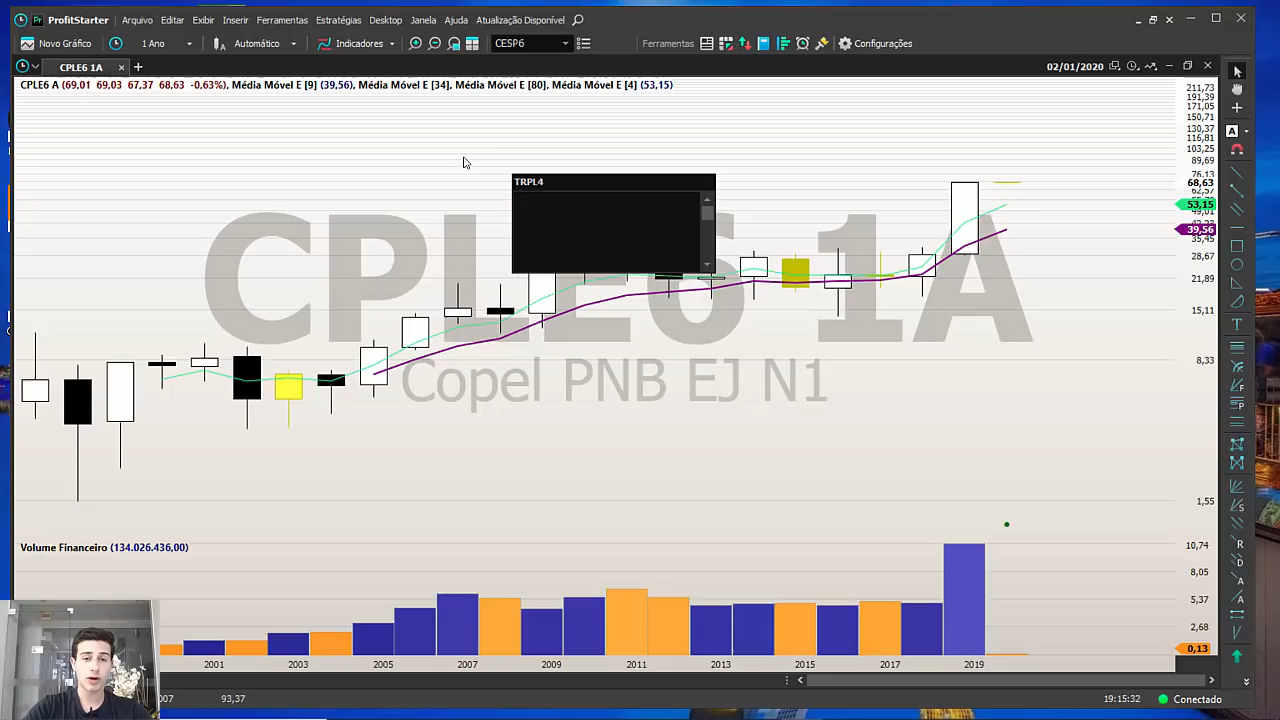 Pr ProfitStarter Arquivo Editar Exibir Inserir Ferramentas Estratégias Desktop Janela Ajuda Atualização Disponível
Novo Gráfico 1 Ano Automático Indicadores CESP6 Ferramentas Configurações
CPLE6 1A 02/01/2020
CPLE6 A (69,01 69,03 67,37 68,63 -0,63%), Média Móvel E [9] (39,56), Média Móvel E [34], Média Móvel E [80], Média Móvel E [4] (53,15)
211,73
191,39
171,05
150,71
130,37
116,81
103,25
89,69
76,13
68,63
62,57
53,15
49,01
39,56
35,45
28,67
21,89
15,11
8,33
1,55
TRPL4
CPLE6 1A
Copel PNB EJ N1
Volume Financeiro (134.026.436,00)
10,74
8,05
5,37
2,68
0,13
2001 2003 2005 2007 2009 2011 2013 2015 2017 2019
007 93,37 19:15:32 Conectado